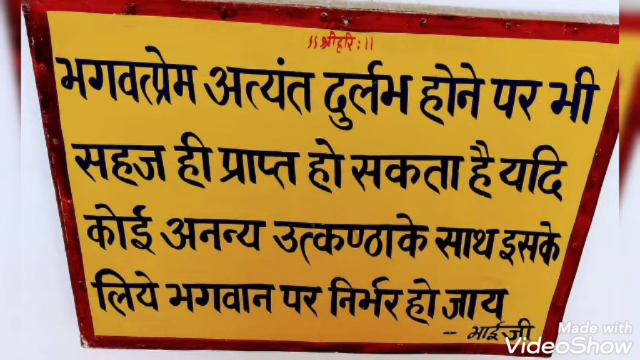 ।। श्रीहरि: ।।
भगवत्प्रेम अत्यंत दुर्लभ होने पर भी
सहज ही प्राप्त हो सकता है यदि
कोई अनन्य उत्कण्ठाके साथ इसके
लिये भगवान पर निर्भर हो जाय
- भाईजी
Made with
VideoShow